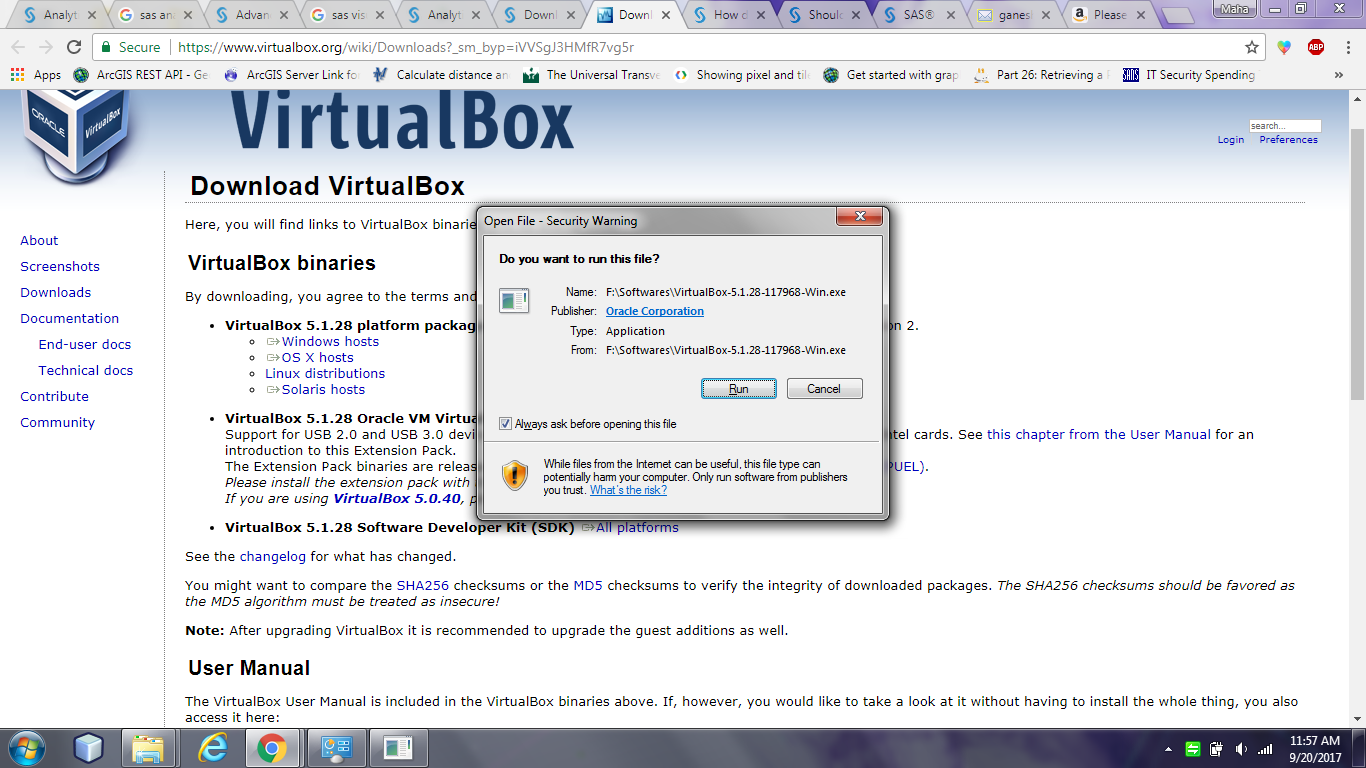 Analyt
sas ana
Advan
sas vis
Analyt
Downl
Downl
How d
Shoul
SAS®
ganesl
Please
Maha
Secure
https://www.virtualbox.org/wiki/Downloads?_sm_byp=iVVSgJ3HMfR7vg5r
ABP
Apps
ArcGIS REST API - Ge
ArcGIS Server Link fo
Calculate distance an
The Universal Transve
Showing pixel and tile
Get started with grap
Part 26: Retrieving a
SANS
IT Security Spending
»
ORACLE
VirtualBox
VirtualBox
search...
Login
Preferences
Download VirtualBox
Here, you will find links to VirtualBox binarie
About
Screenshots
Downloads
Documentation
End-user docs
Technical docs
Contribute
Community
VirtualBox binaries
By downloading, you agree to the terms and
VirtualBox 5.1.28 platform packag
on 2.
Windows hosts
OS X hosts
Linux distributions
Solaris hosts
VirtualBox 5.1.28 Oracle VM Virtua
Support for USB 2.0 and USB 3.0 devi
ntel cards. See this chapter from the User Manual for an
introduction to this Extension Pack.
The Extension Pack binaries are releas
PUEL).
Please install the extension pack with
If you are using VirtualBox 5.0.40, p
VirtualBox 5.1.28 Software Developer Kit (SDK) All platforms
See the changelog for what has changed.
You might want to compare the SHA256 checksums or the MD5 checksums to verify the integrity of downloaded packages. The SHA256 checksums should be favored as
the MD5 algorithm must be treated as insecure!
Note: After upgrading VirtualBox it is recommended to upgrade the guest additions as well.
User Manual
The VirtualBox User Manual is included in the VirtualBox binaries above. If, however, you would like to take a look at it without having to install the whole thing, you also
access it here:
Open File - Security Warning
Do you want to run this file?
Name: F:\Softwares\VirtualBox-5.1.28-117968-Win.exe
Publisher: Oracle Corporation
Type: Application
From: F:\Softwares\VirtualBox-5.1.28-117968-Win.exe
Run
Cancel
Always ask before opening this file
While files from the Internet can be useful, this file type can
potentially harm your computer. Only run software from publishers
you trust. What's the risk?
11:57 AM
9/20/2017